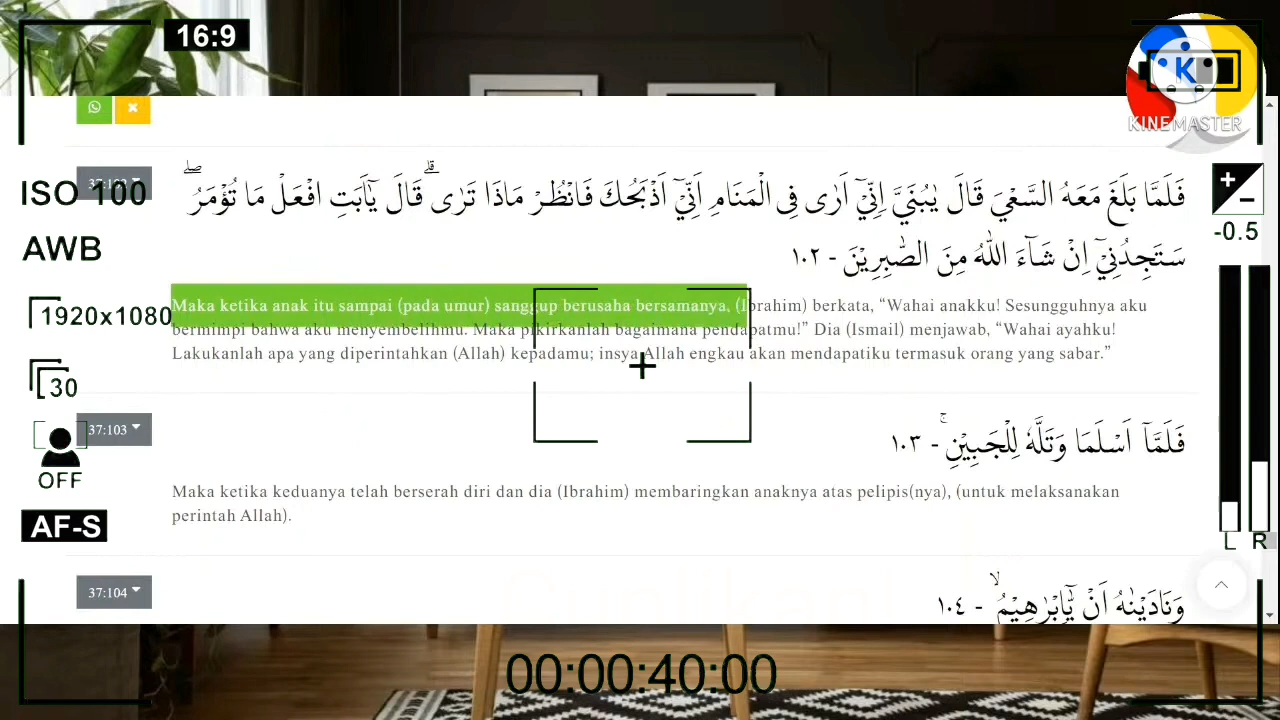 16:9
K
KINEMASTER
37:102
ISO 100
فَلَمَّا بَلَغَ مَعَهُ السَّعْيَ قَالَ يٰبُنَيَّ اِنِّيْٓ اَرٰى فِى الْمَنَامِ اَنِّيْٓ اَذْبَحُكَ فَانْظُرْ مَاذَا تَرٰىۗ قَالَ يٰٓاَبَتِ افْعَلْ مَا تُؤْمَرُۖ
-0.5
AWB
سَتَجِدُنِيْٓ اِنْ شَاۤءَ اللّٰهُ مِنَ الصّٰبِرِيْنَ - ١٠٢
Maka ketika anak itu sampai (pada umur) sanggup berusaha bersamanya, (Ibrahim) berkata, “Wahai anakku! Sesungguhnya aku
1920x1080
bermimpi bahwa aku menyembelihmu. Maka pikirkanlah bagaimana pendapatmu!” Dia (Ismail) menjawab, “Wahai ayahku!
Lakukanlah apa yang diperintahkan (Allah) kepadamu; insya Allah engkau akan mendapatiku termasuk orang yang sabar.”
30
37:103
فَلَمَّآ اَسْلَمَا وَتَلَّهٗ لِلْجَبِيْنِۚ - ١٠٣
OFF
Maka ketika keduanya telah berserah diri dan dia (Ibrahim) membaringkan anaknya atas pelipis(nya), (untuk melaksanakan
perintah Allah).
AF-S
L R
37:104
وَنَادَيْنٰهُ اَنْ يّٰٓاِبْرٰهِيْمُۙ - ١٠٤
00:00:40:00